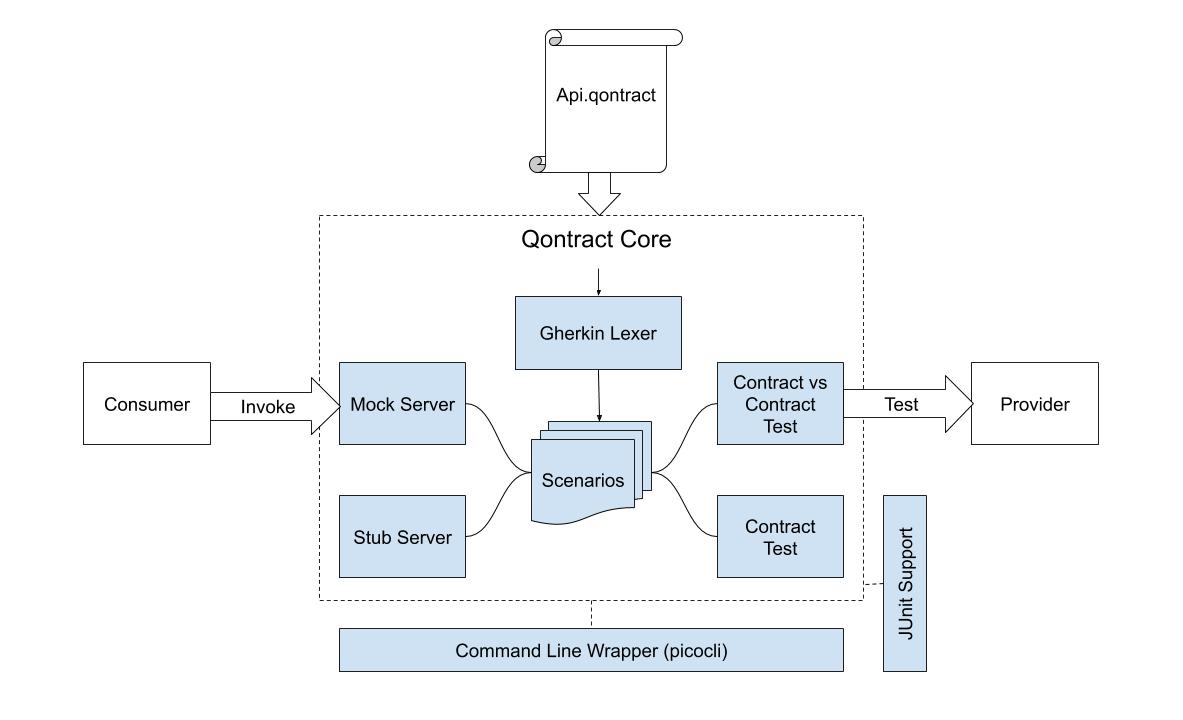 Api.qontract
Qontract Core
Gherkin Lexer
Consumer
Invoke
Mock Server
Contract vs
Contract
Test
Test
Provider
Scenarios
Stub Server
Contract
Test
JUnit Support
Command Line Wrapper (picocli)